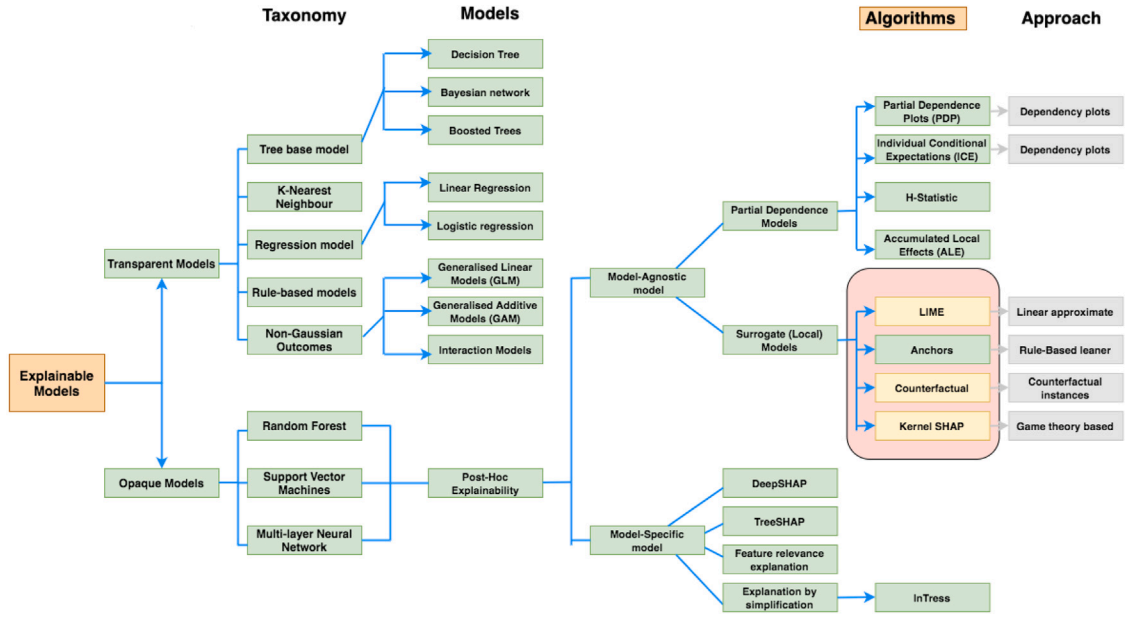 Taxonomy
Models
Algorithms
Approach
Explainable
Models
Transparent Models
Opaque Models
Tree base model
K-Nearest
Neighbour
Regression model
Rule-based models
Non-Gaussian
Outcomes
Random Forest
Support Vector
Machines
Multi-layer Neural
Network
Decision Tree
Bayesian network
Boosted Trees
Linear Regression
Logistic regression
Generalised Linear
Models (GLM)
Generalised Additive
Models (GAM)
Interaction Models
Post-Hoc
Explainability
Model-Agnostic
model
Model-Specific
model
Partial Dependence
Models
Surrogate (Local)
Models
DeepSHAP
TreeSHAP
Feature relevance
explanation
Explanation by
simplification
Partial Dependence
Plots (PDP)
Individual Conditional
Expectations (ICE)
H-Statistic
Accumulated Local
Effects (ALE)
LIME
Anchors
Counterfactual
Kernel SHAP
InTress
Dependency plots
Dependency plots
Linear approximate
Rule-Based leaner
Counterfactual
instances
Game theory based